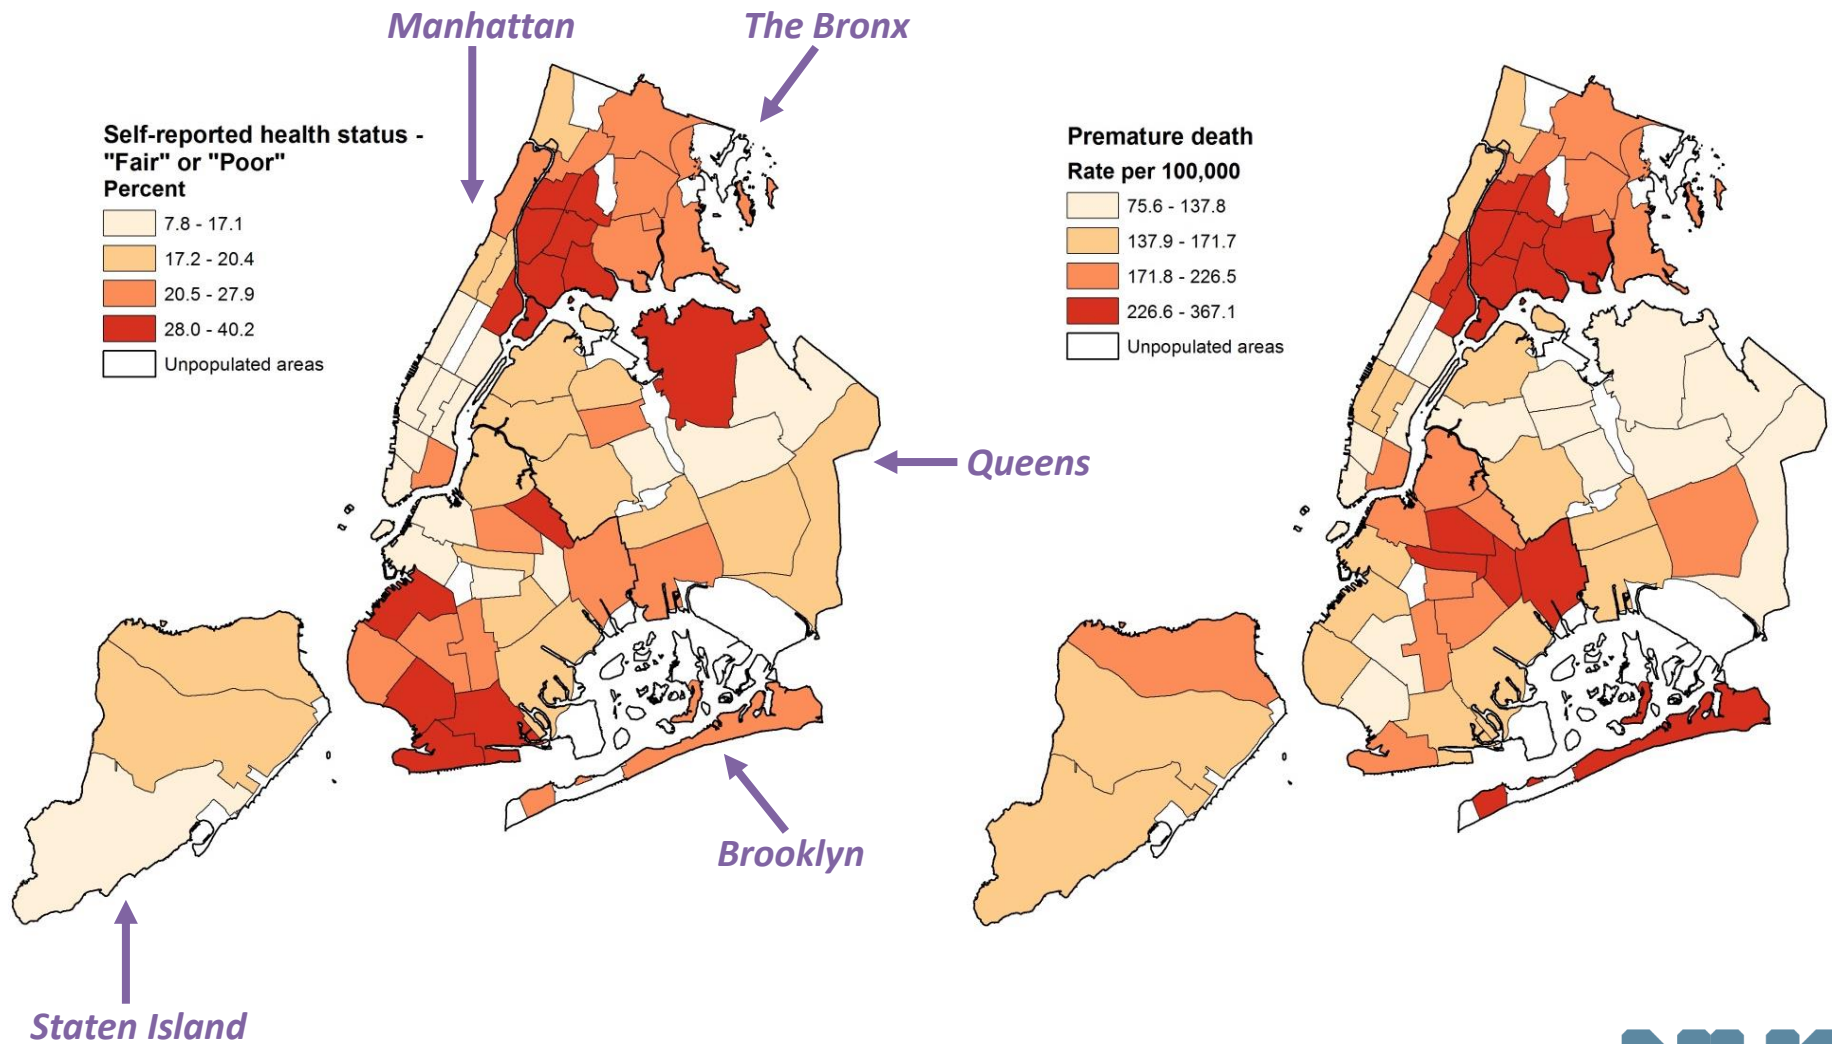 Manhattan
The Bronx
Self-reported health status -
"Fair" or "Poor"
Percent
7.8 - 17.1
17.2 - 20.4
20.5 - 27.9
28.0 - 40.2
Unpopulated areas
Premature death
Rate per 100,000
75.6 - 137.8
137.9 - 171.7
171.8 - 226.5
226.6 - 367.1
Unpopulated areas
Queens
Brooklyn
Staten Island